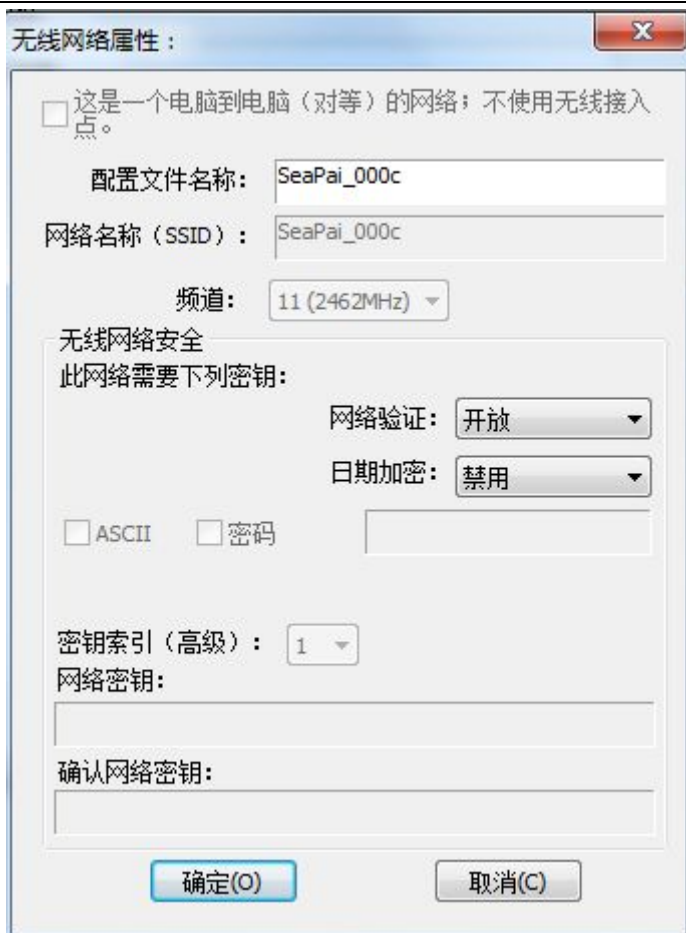 无线网络属性：
这是一个电脑到电脑（对等）的网络；不使用无线接入
点。
配置文件名称： SeaPai_000c
网络名称（SSID）： SeaPai_000c
频道： 11 (2462MHz)
无线网络安全
此网络需要下列密钥：
网络验证： 开放
日期加密： 禁用
ASCII 密码
密钥索引（高级）： 1
网络密钥：
确认网络密钥：
确定(O) 取消(C)